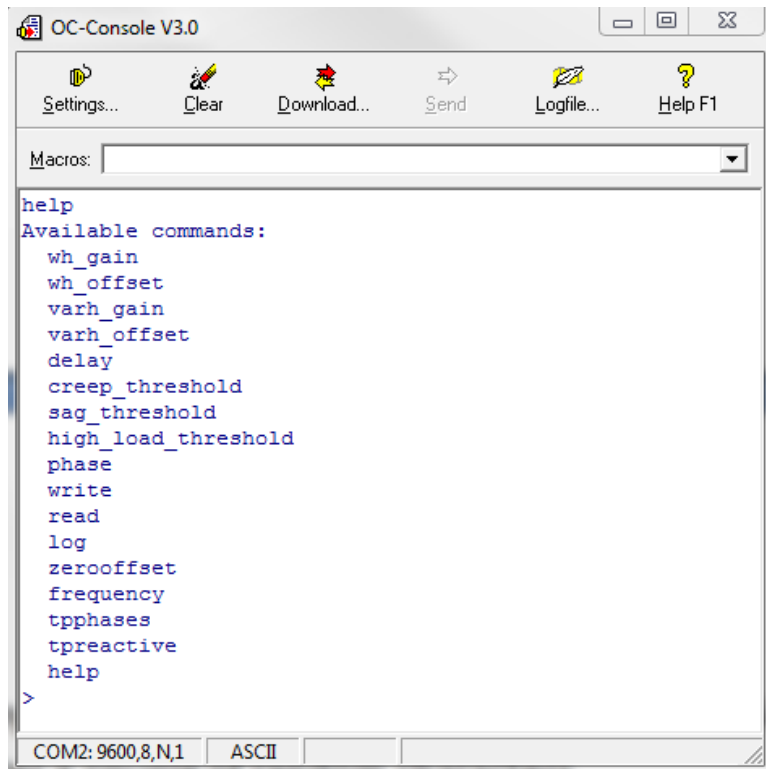 OC-Console V3.0
Settings... Clear Download... Send Logfile... Help F1
Macros:
help
Available commands:
wh_gain
wh_offset
varh_gain
varh_offset
delay
creep_threshold
sag_threshold
high_load_threshold
phase
write
read
log
zerooffset
frequency
tpphases
tpreactive
help
>
COM2: 9600,8,N,1 ASCII